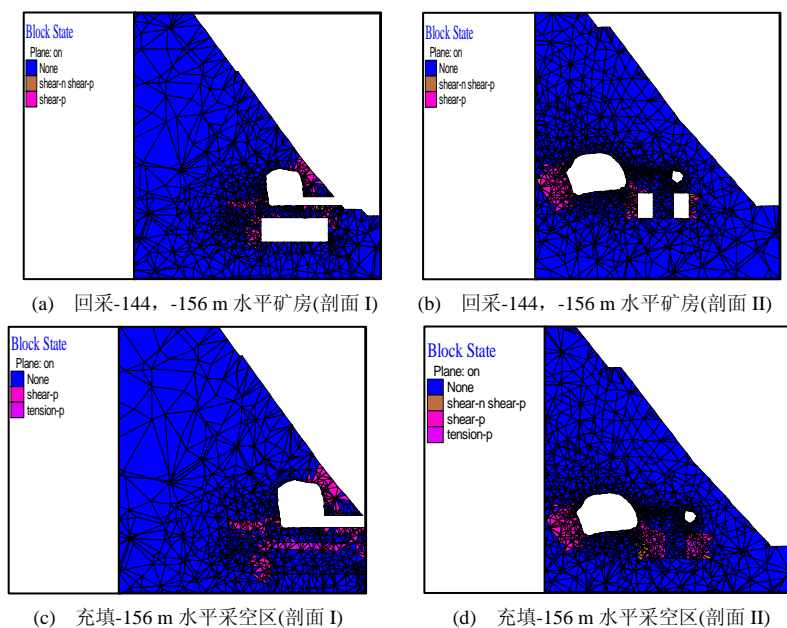 Block State
Plane: on
None
shear-n shear-p
shear-p
Block State
Plane: on
None
shear-n shear-p
shear-p
(a) 回采-144，-156 m 水平矿房(剖面 I)
(b) 回采-144，-156 m 水平矿房(剖面 II)
Block State
Plane: on
None
shear-p
tension-p
Block State
Plane: on
None
shear-n shear-p
shear-p
tension-p
(c) 充填-156 m 水平采空区(剖面 I)
(d) 充填-156 m 水平采空区(剖面 II)